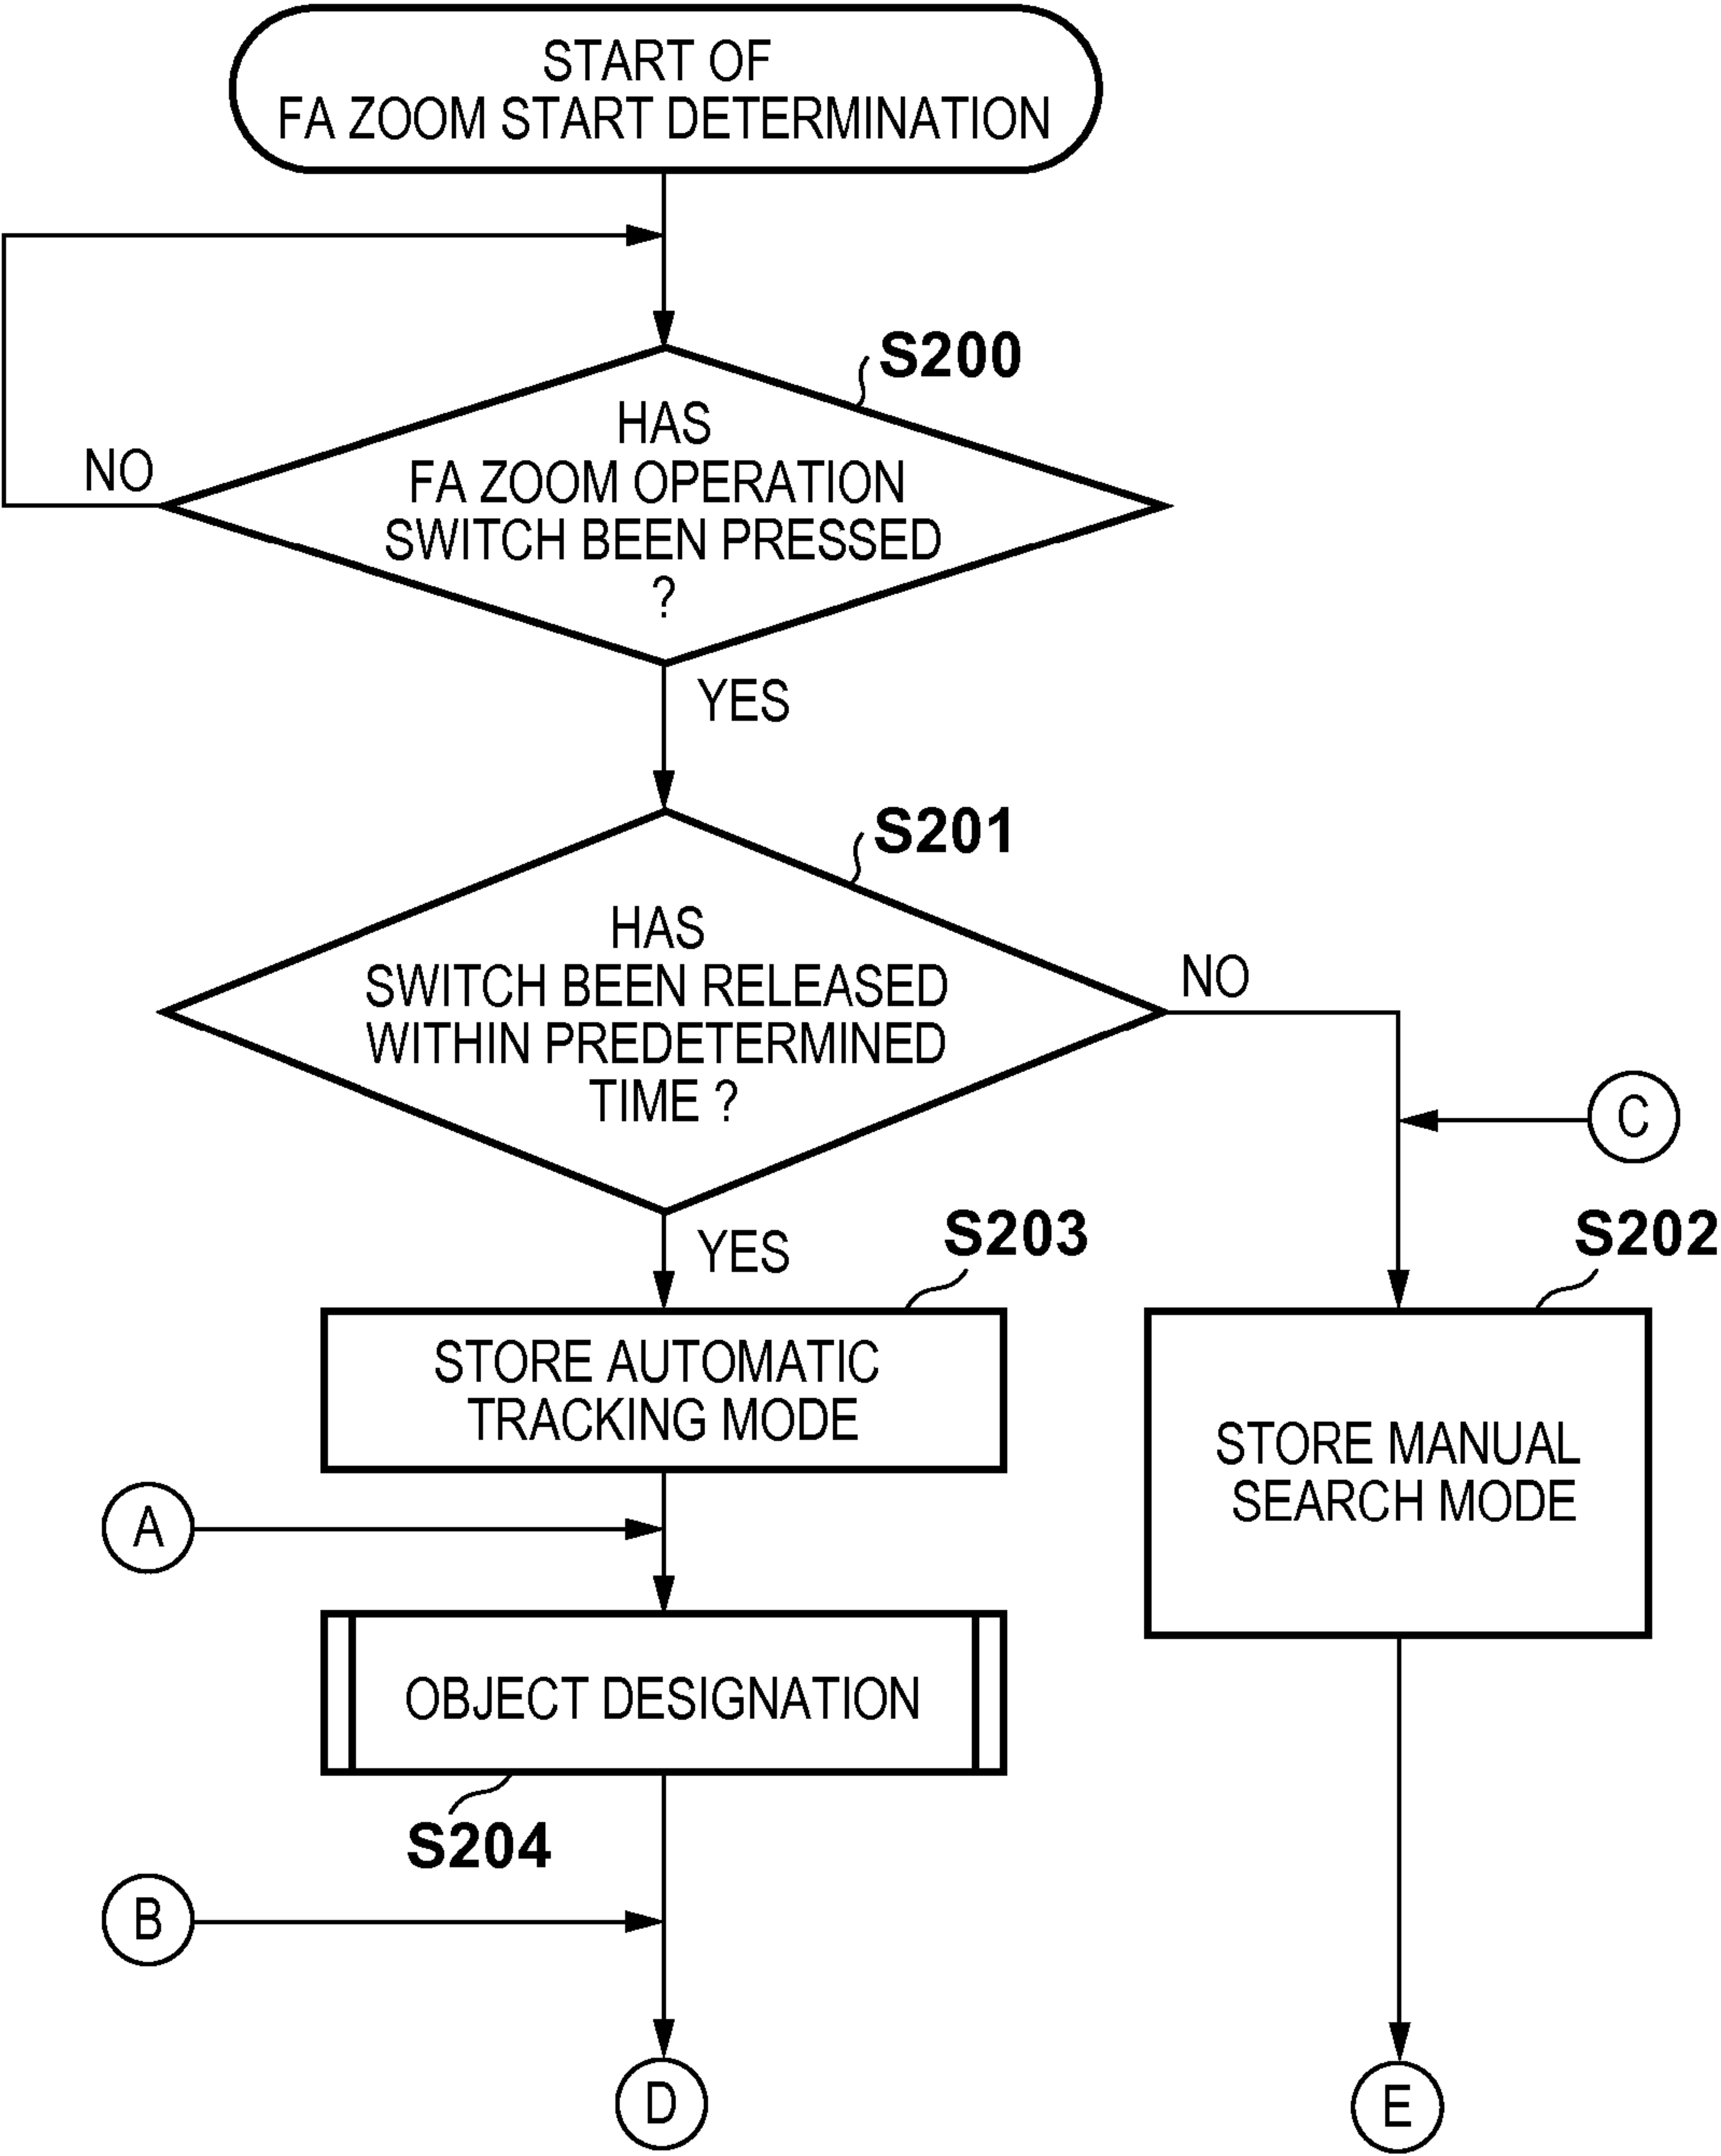 START OF
FA ZOOM START DETERMINATION
S200
HAS
FA ZOOM OPERATION
SWITCH BEEN PRESSED
?
NO
YES
S201
HAS
SWITCH BEEN RELEASED
WITHIN PREDETERMINED
TIME ?
NO
C
YES
S203
S202
STORE AUTOMATIC
TRACKING MODE
STORE MANUAL
SEARCH MODE
A
OBJECT DESIGNATION
S204
B
D
E